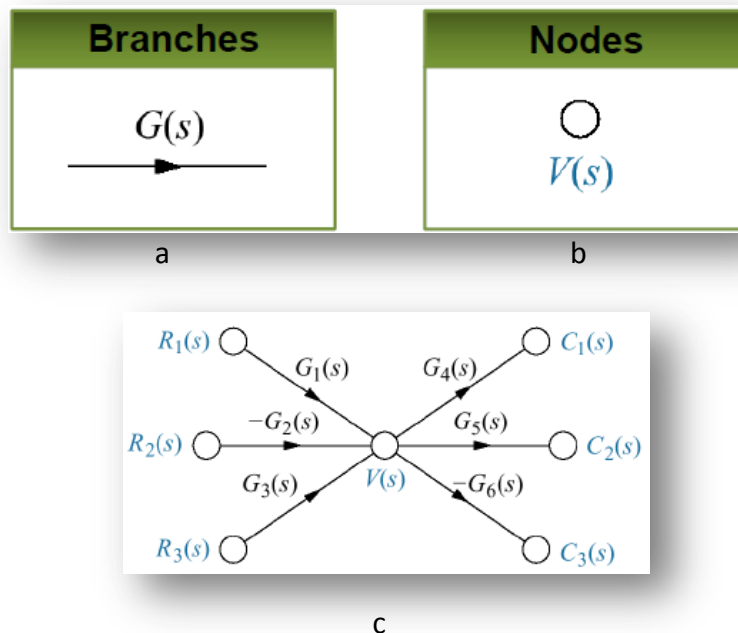 Branches
Nodes
G(s)
V(s)
a
b
R₁(s)
C₁(s)
G₁(s)
G₄(s)
−G₂(s)
G₅(s)
R₂(s)
C₂(s)
G₃(s)
V(s)
−G₆(s)
R₃(s)
C₃(s)
c